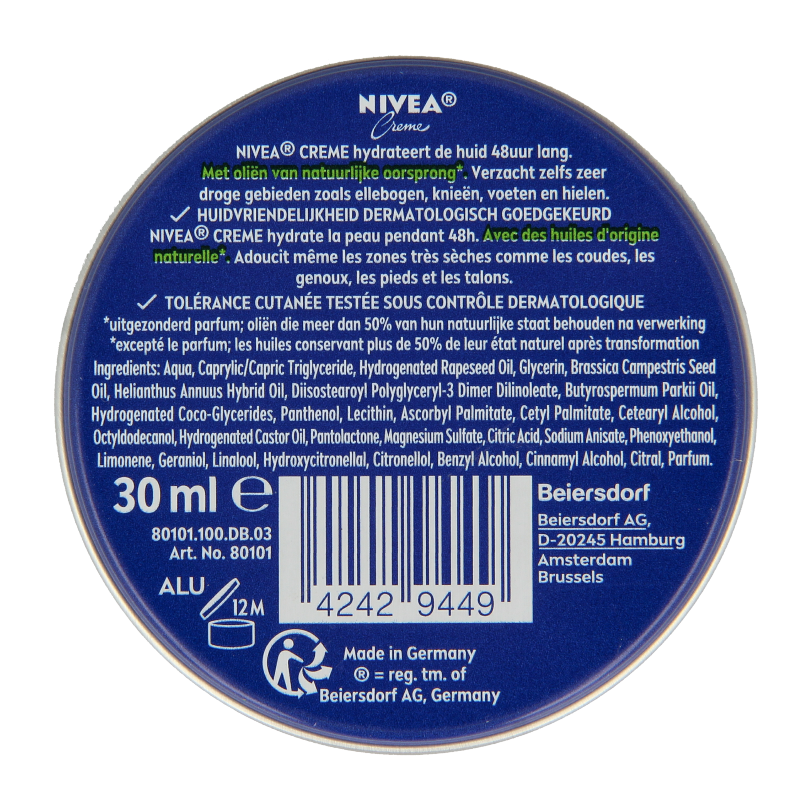 NIVEA®
Creme
NIVEA® CREME hydrateert de huid 48uur lang.
Met oliën van natuurlijke oorsprong*. Verzacht zelfs zeer
droge gebieden zoals ellebogen, knieën, voeten en hielen.
✓ HUIDVRIENDELIJKHEID DERMATOLOGISCH GOEDGEKEURD
NIVEA® CREME hydrate la peau pendant 48h. Avec des huiles d'origine
naturelle*. Adoucit même les zones très sèches comme les coudes, les
genoux, les pieds et les talons.
✓ TOLÉRANCE CUTANÉE TESTÉE SOUS CONTRÔLE DERMATOLOGIQUE
*uitgezonderd parfum; oliën die meer dan 50% van hun natuurlijke staat behouden na verwerking
*excepté le parfum; les huiles conservant plus de 50% de leur état naturel après transformation
Ingredients: Aqua, Caprylic/Capric Triglyceride, Hydrogenated Rapeseed Oil, Glycerin, Brassica Campestris Seed
Oil, Helianthus Annuus Hybrid Oil, Diisostearoyl Polyglyceryl-3 Dimer Dilinoleate, Butyrospermum Parkii Oil,
Hydrogenated Coco-Glycerides, Panthenol, Lecithin, Ascorbyl Palmitate, Cetyl Palmitate, Cetearyl Alcohol,
Octyldodecanol, Hydrogenated Castor Oil, Pantolactone, Magnesium Sulfate, Citric Acid, Sodium Anisate, Phenoxyethanol,
Limonene, Geraniol, Linalool, Hydroxycitronellal, Citronellol, Benzyl Alcohol, Cinnamyl Alcohol, Citral, Parfum.
30 ml ℮
80101.100.DB.03
Art. No. 80101
ALU
12M
4242 9449
Beiersdorf
Beiersdorf AG,
D-20245 Hamburg
Amsterdam
Brussels
Made in Germany
® = reg. tm. of
Beiersdorf AG, Germany